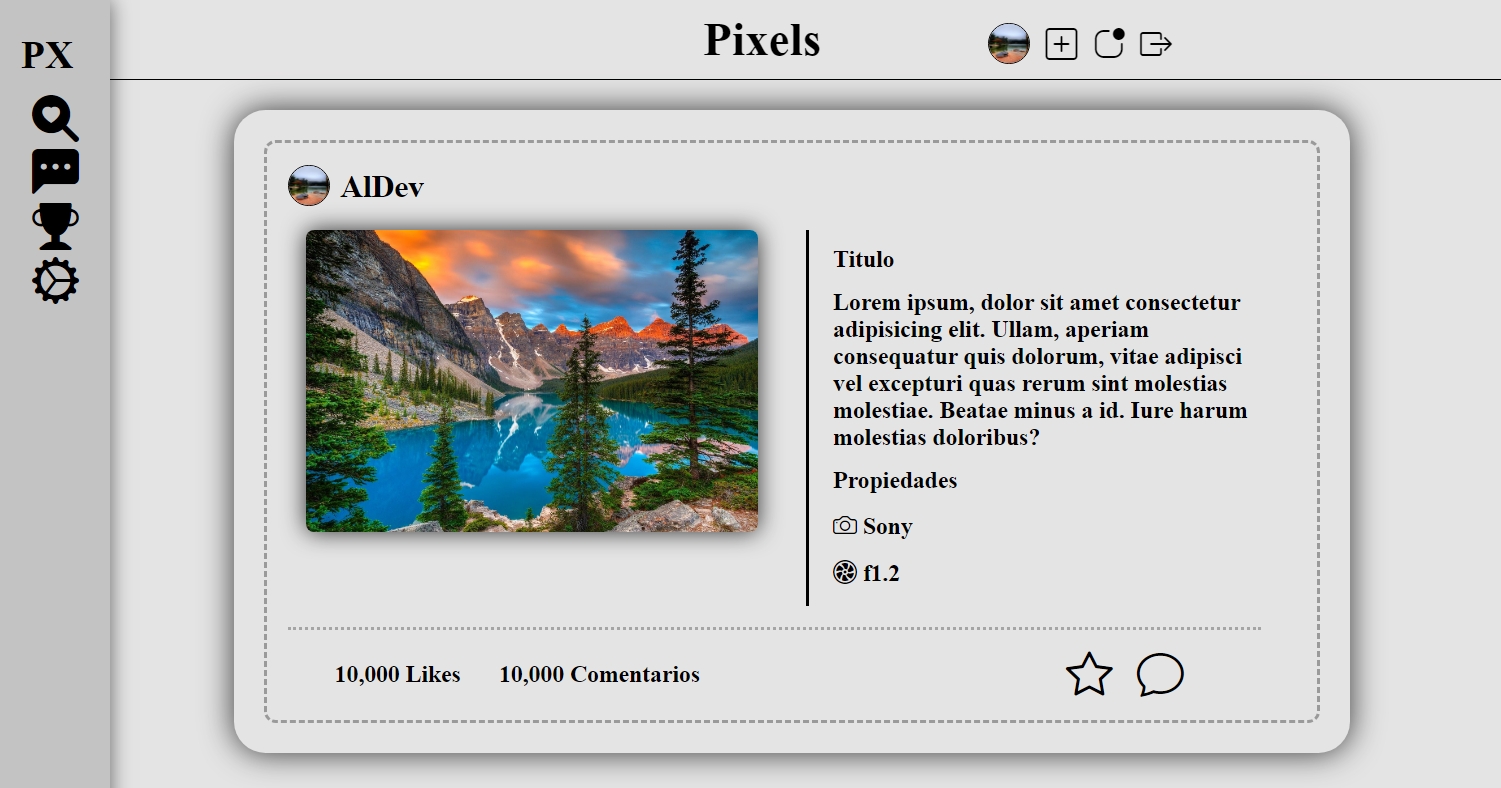 PX
Pixels
AlDev
Titulo
Lorem ipsum, dolor sit amet consectetur
adipisicing elit. Ullam, aperiam
consequatur quis dolorum, vitae adipisci
vel excepturi quas rerum sint molestias
molestiae. Beatae minus a id. Iure harum
molestias doloribus?
Propiedades
Sony
f1.2
10,000 Likes
10,000 Comentarios